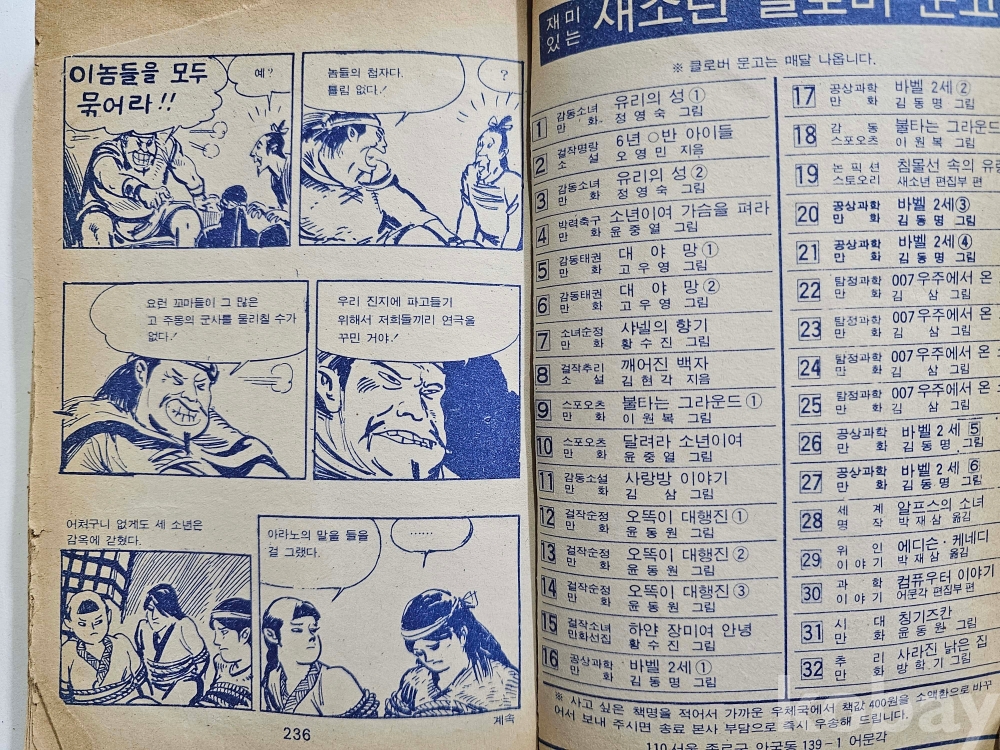 이놈들을 모두
묶어라!!
예?
놈들의 첩자다.
틀림 없다!
?
요런 꼬마들이 그 많은
고 주몽의 군사를 물리칠 수가
없다!
우리 진지에 파고들기
위해서 저희들끼리 연극을
꾸민 거야!
어처구니 없게도 세 소년은
감옥에 갇혔다.
아라노의 말을 들을
걸 그랬다.
……
계속
236
재미
있는
새소년 클로버 문고
※ 클로버 문고는 매달 나옵니다.
1 감동소녀 만화 유리의 성 ①
정영숙 그림
2 걸작명랑 소설 6년 ○반 아이들
오영민 지음
3 감동소녀 만화 유리의 성 ②
정영숙 그림
4 박력축구 만화 소년이여 가슴을 펴라
윤중열 그림
5 감동태권 만화 대야망 ①
고우영 그림
6 감동태권 만화 대야망 ②
고우영 그림
7 소녀순정 만화 샤넬의 향기
황수진 그림
8 걸작추리 소설 깨어진 백자
김현각 지음
9 스포오츠 만화 불타는 그라운드 ①
이원복 그림
10 스포오츠 만화 달려라 소년이여
윤중열 그림
11 감동소설 만화 사랑방 이야기
김삼 그림
12 걸작순정 만화 오똑이 대행진 ①
윤동원 그림
13 걸작순정 만화 오똑이 대행진 ②
윤동원 그림
14 걸작순정 만화 오똑이 대행진 ③
윤동원 그림
15 걸작소녀 만화선집 하얀 장미여 안녕
황수진 그림
16 공상과학 만화 바벨 2세 ①
김동명 그림
17 공상과학 만화 바벨 2세 ②
김동명 그림
18 감동 스포오츠 불타는 그라운드
이원복 그림
19 논픽션 스토오리 침몰선 속의
새소년 편집부 편
20 공상과학 만화 바벨 2세 ③
김동명 그림
21 공상과학 만화 바벨 2세 ④
김동명 그림
22 탐정과학 만화 007 우주에서 온
김삼 그림
23 탐정과학 만화 007 우주에서 온
김삼 그림
24 탐정과학 만화 007 우주에서 온
김삼 그림
25 탐정과학 만화 007 우주에서 온
김삼 그림
26 공상과학 만화 바벨 2세 5
김동명 그림
27 공상과학 만화 바벨 2세 6
김동명 그림
28 세계 명작 알프스의 소녀
박재삼 옮김
29 위인 이야기 에디슨·케네디
박재삼 옮김
30 과학 이야기 컴퓨우터 이야기
어문각 편집부 편
31 시대 만화 칭기즈칸
윤동원 그림
32 추리 만화 사라진 낡은 집
방학기 그림
※ 사고 싶은 책명을 적어서 가까운 우체국에서 책값 400원을 소액환으로 바꾸
어서 보내 주시면 송료 본사 부담으로 즉시 우송해 드립니다.
110 서울 종로구 안국동 139-1 어문각